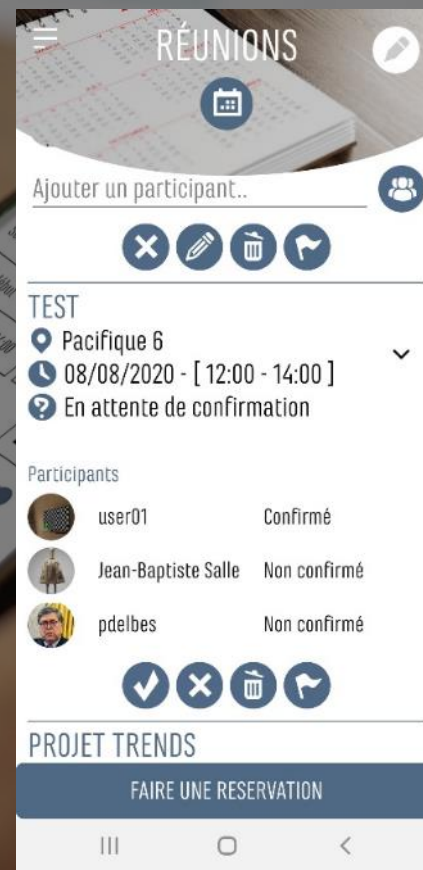 RÉUNIONS
Ajouter un participant..
TEST
Pacifique 6
08/08/2020 - [ 12:00 - 14:00 ]
En attente de confirmation
Participants
user01 Confirmé
Jean-Baptiste Salle Non confirmé
pdelbes Non confirmé
PROJET TRENDS
FAIRE UNE RESERVATION